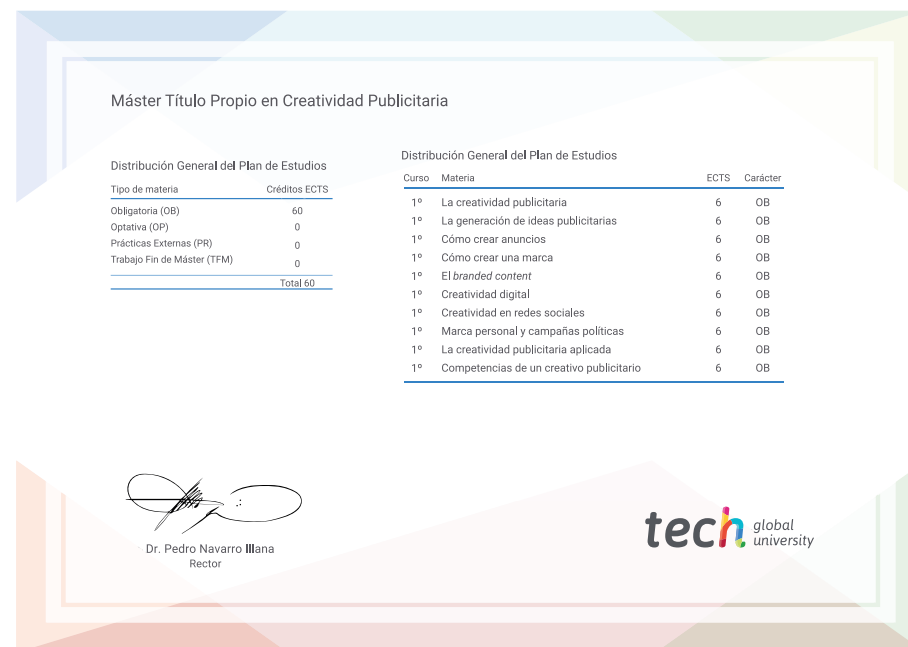 Máster Título Propio en Creatividad Publicitaria
Distribución General del Plan de Estudios
Tipo de materia Créditos ECTS
Obligatoria (OB) 60
Optativa (OP) 0
Prácticas Externas (PR) 0
Trabajo Fin de Máster (TFM) 0
Total 60
Distribución General del Plan de Estudios
Curso Materia ECTS Carácter
1º La creatividad publicitaria 6 OB
1º La generación de ideas publicitarias 6 OB
1º Cómo crear anuncios 6 OB
1º Cómo crear una marca 6 OB
1º El branded content 6 OB
1º Creatividad digital 6 OB
1º Creatividad en redes sociales 6 OB
1º Marca personal y campañas políticas 6 OB
1º La creatividad publicitaria aplicada 6 OB
1º Competencias de un creativo publicitario 6 OB
Dr. Pedro Navarro Illana
Rector
tech global
university